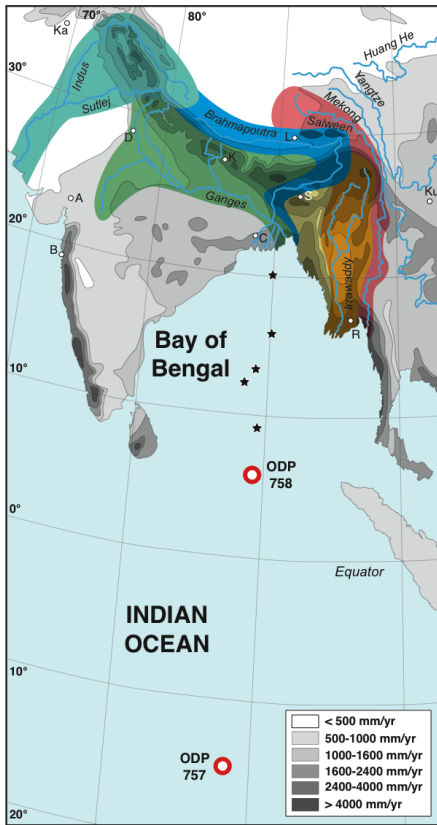 70°
80°
Ka
Huang He
30°
Indus
Yangtze
Mekong
Sutlej
Salween
Brahmapoutra
L
D
K
A
S
Ku
Ganges
20°
B
C
Irrawaddy
R
Bay of
Bengal
10°
ODP
758
0°
Equator
INDIAN
OCEAN
10°
ODP
757
< 500 mm/yr
500-1000 mm/yr
1000-1600 mm/yr
1600-2400 mm/yr
2400-4000 mm/yr
> 4000 mm/yr
20°